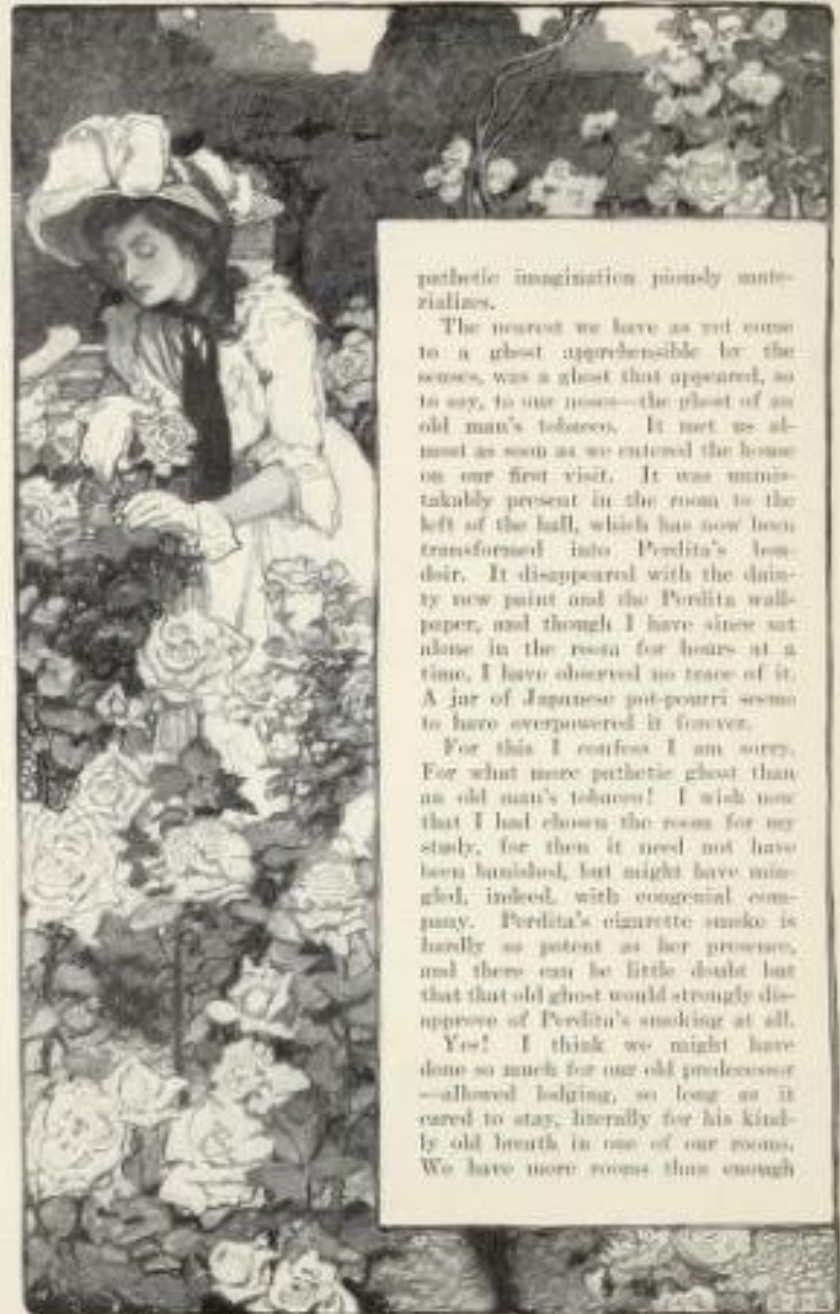 pathetic imagination piously mate-
rializes.
The nearest we have as yet come
to a ghost apprehensible by the
senses, was a ghost that appeared, so
to say, to our noses—the ghost of an
old man's tobacco. It met us al-
most as soon as we entered the house
on our first visit. It was unmis-
takably present in the room to the
left of the hall, which has now been
transformed into Perdita's bou-
doir. It disappeared with the dain-
ty new paint and the Perdita wall-
paper, and though I have since sat
alone in the room for hours at a
time, I have observed no trace of it.
A jar of Japanese pot-pourri seems
to have overpowered it forever.
For this I confess I am sorry.
For what more pathetic ghost than
an old man's tobacco! I wish now
that I had chosen the room for my
study, for then it need not have
been banished, but might have min-
gled, indeed, with congenial com-
pany. Perdita's cigarette smoke is
hardly as potent as her presence,
and there can be little doubt but
that that old ghost would strongly dis-
approve of Perdita's smoking at all.
Yes! I think we might have
done so much for our old predecessor
—allowed lodging, so long as it
cared to stay, literally for his kind-
ly old breath in one of our rooms.
We have more rooms than enough